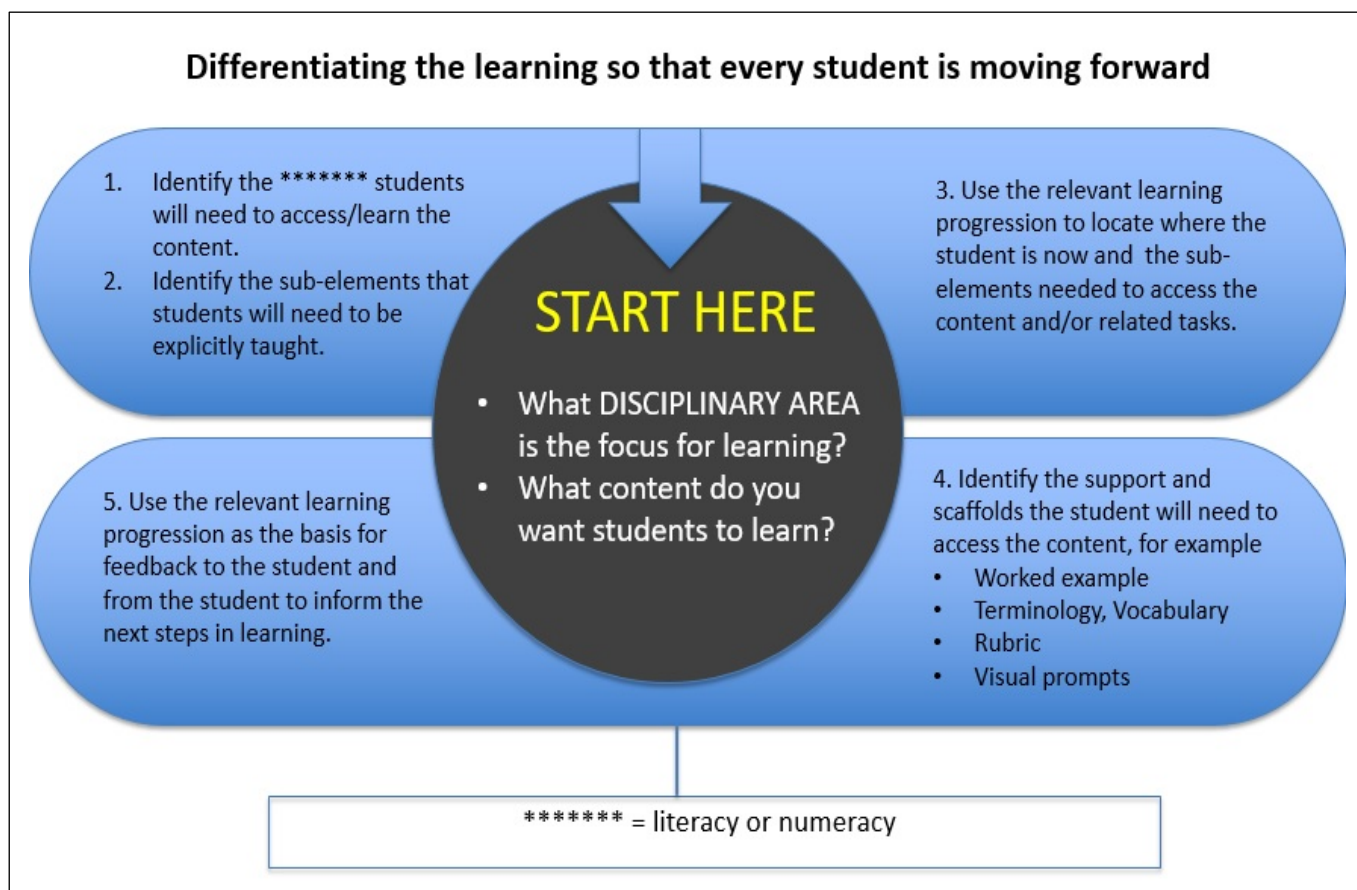 Differentiating the learning so that every student is moving forward
1. Identify the ******* students
will need to access/learn the
content.
2. Identify the sub-elements that
students will need to be
explicitly taught.
START HERE
• What DISCIPLINARY AREA
is the focus for learning?
• What content do you
want students to learn?
3. Use the relevant learning
progression to locate where the
student is now and the sub-
elements needed to access the
content and/or related tasks.
4. Identify the support and
scaffolds the student will need to
access the content, for example
• Worked example
• Terminology, Vocabulary
• Rubric
• Visual prompts
5. Use the relevant learning
progression as the basis for
feedback to the student and
from the student to inform the
next steps in learning.
******* = literacy or numeracy